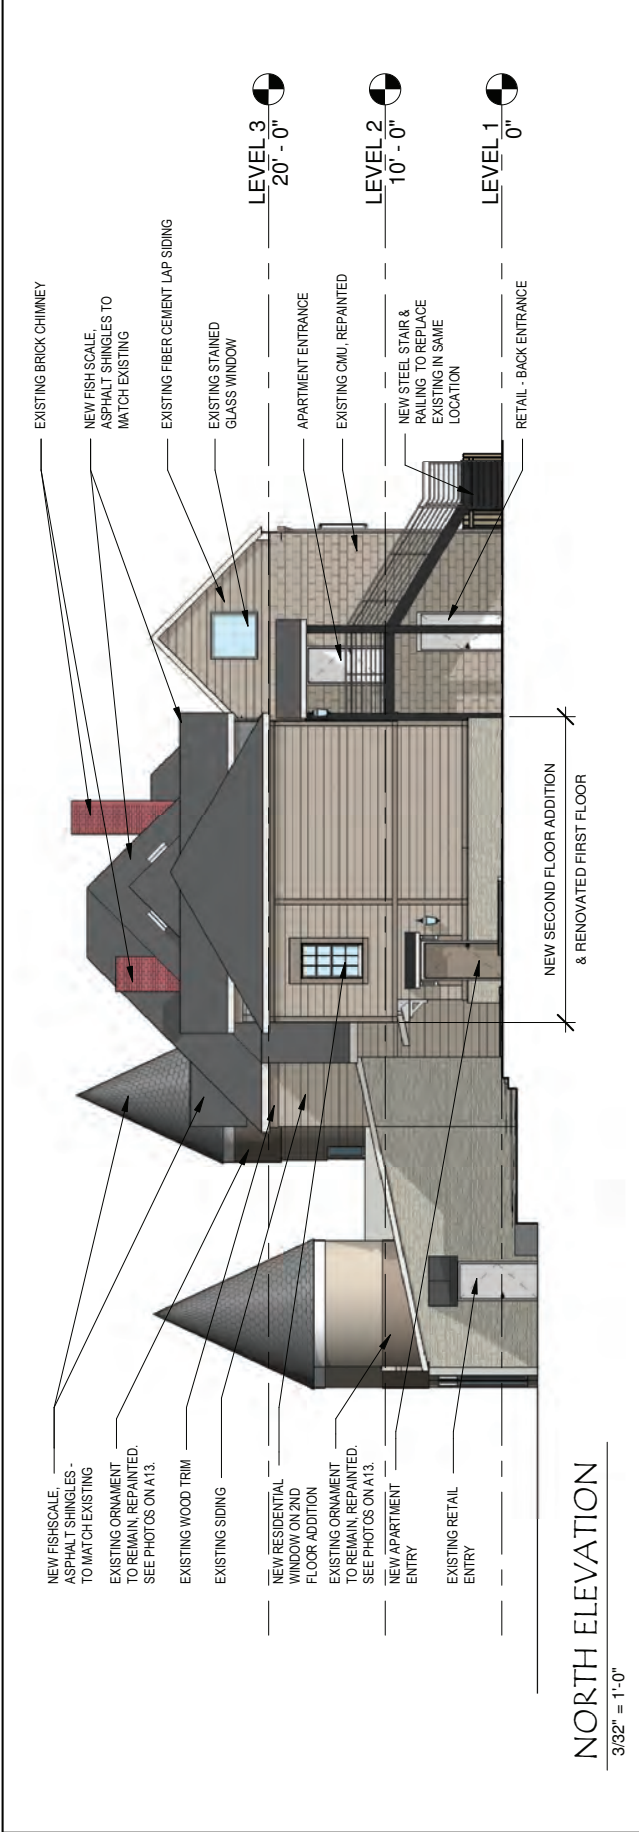 NEW FISHSCALE,
ASPHALT SHINGLES -
TO MATCH EXISTING
EXISTING ORNAMENT
TO REMAIN, REPAINTED.
SEE PHOTOS ON A13.
EXISTING WOOD TRIM
EXISTING SIDING
NEW RESIDENTIAL
WINDOW ON 2ND
FLOOR ADDITION
EXISTING ORNAMENT
TO REMAIN, REPAINTED.
SEE PHOTOS ON A13.
NEW APARTMENT
ENTRY
EXISTING RETAIL
ENTRY
EXISTING BRICK CHIMNEY
NEW FISH SCALE,
ASPHALT SHINGLES TO
MATCH EXISTING
EXISTING FIBER CEMENT LAP SIDING
EXISTING STAINED
GLASS WINDOW
APARTMENT ENTRANCE
EXISTING CMU, REPAINTED
NEW STEEL STAIR &
RAILING TO REPLACE
EXISTING IN SAME
LOCATION
RETAIL - BACK ENTRANCE
LEVEL 3
20' - 0"
LEVEL 2
10' - 0"
LEVEL 1
0"
NEW SECOND FLOOR ADDITION
& RENOVATED FIRST FLOOR
NORTH ELEVATION
3/32" = 1'-0"